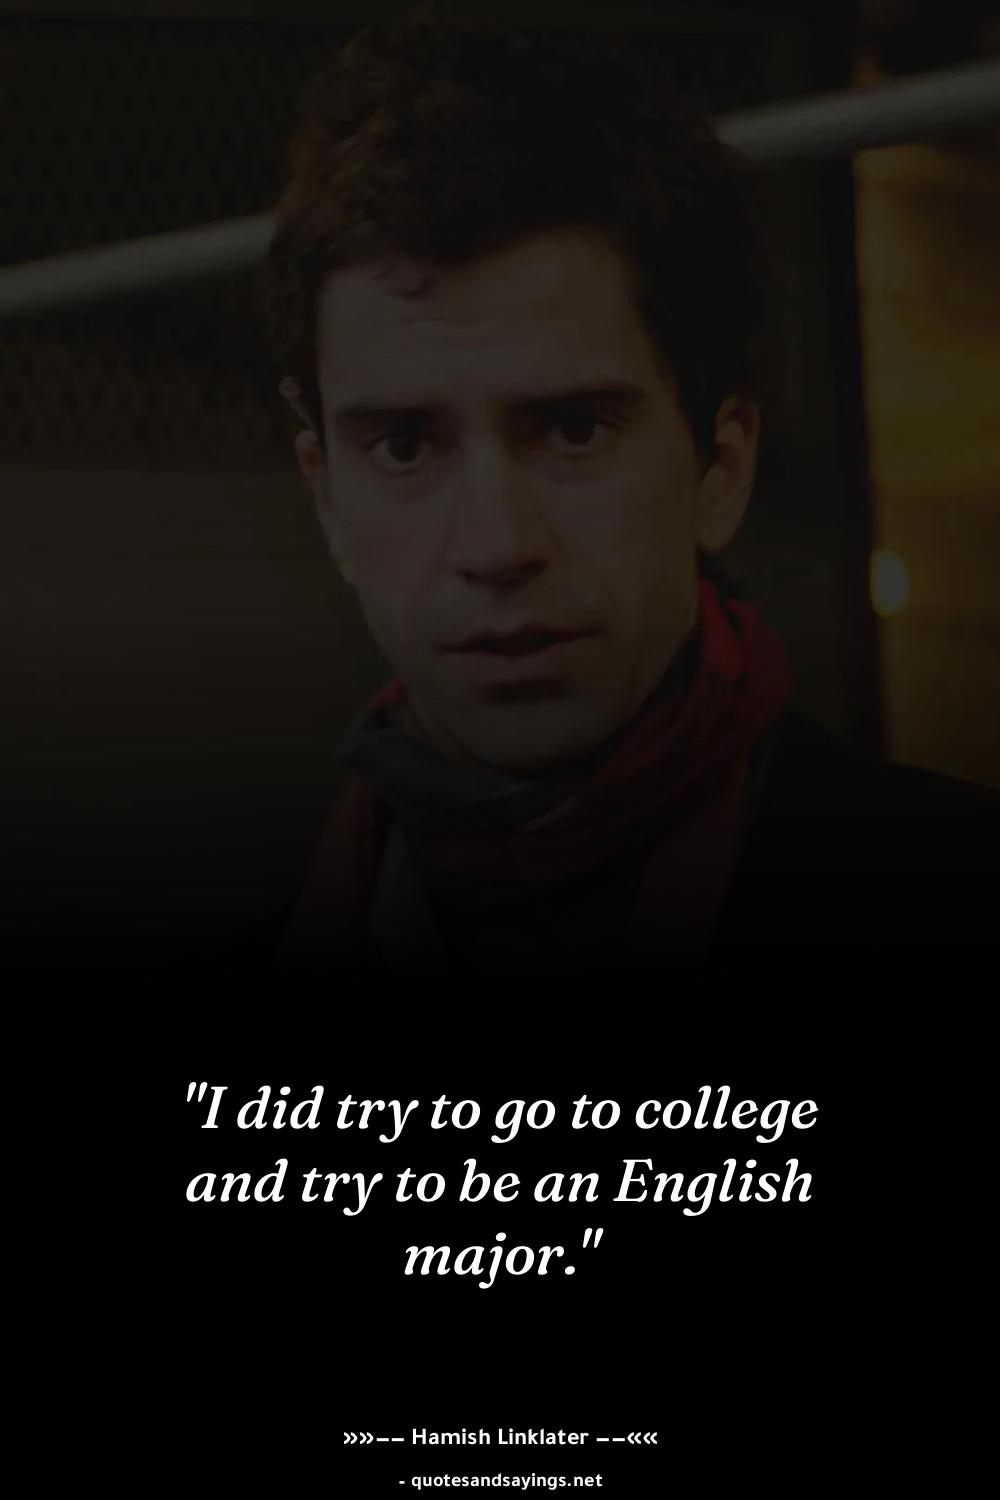 "I did try to go to college
and try to be an English
major."
»»−− Hamish Linklater −−««
- quotesandsayings.net